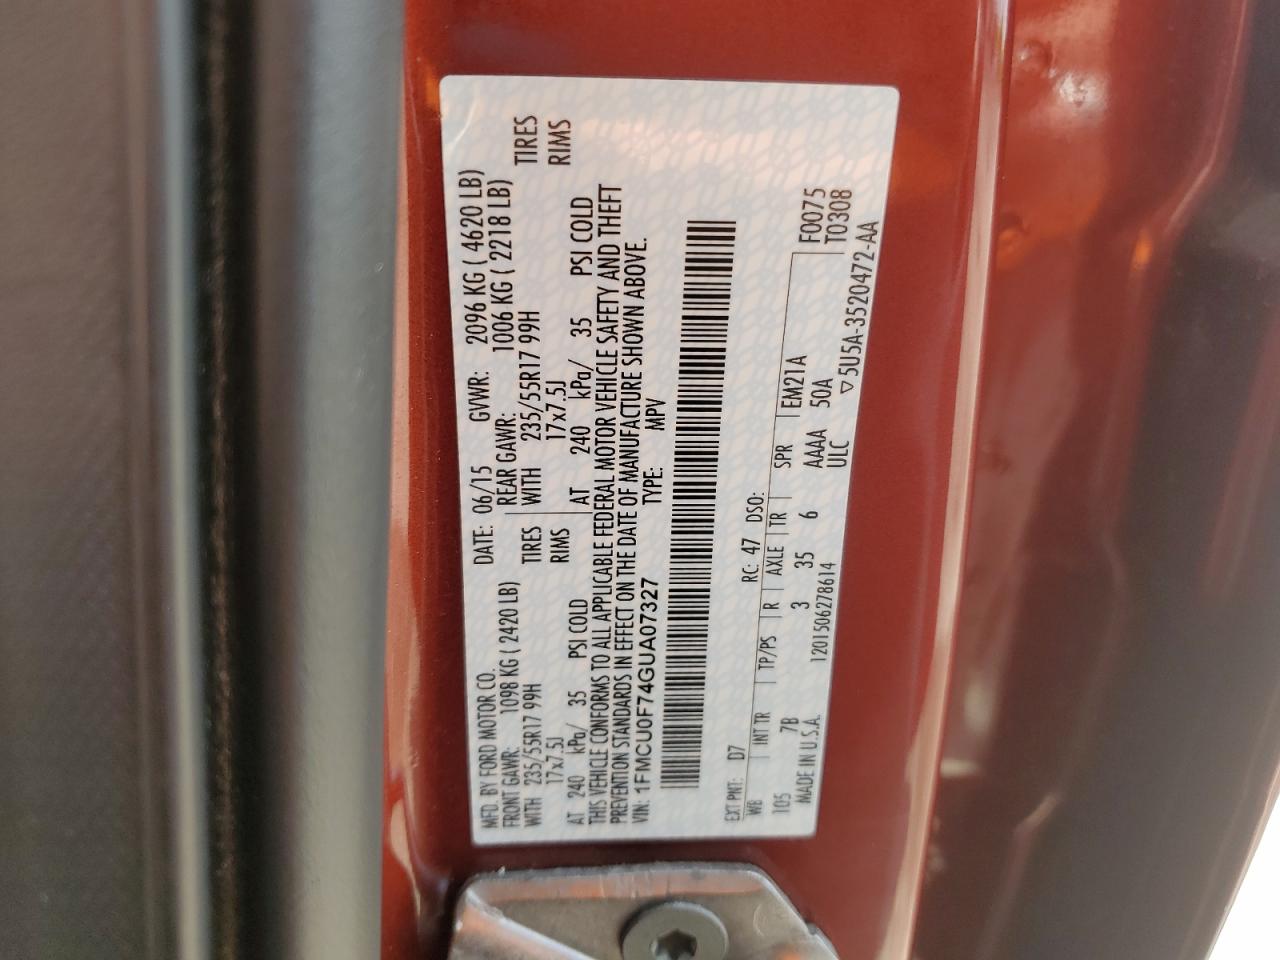 MFD. BY FORD MOTOR CO. DATE: 06/15 GVWR: 2096 KG ( 4620 LB)
FRONT GAWR: 1098 KG ( 2420 LB) REAR GAWR: 1006 KG ( 2218 LB)
WITH 235/55R17 99H TIRES WITH 235/55R17 99H TIRES
17x7.5J RIMS 17x7.5J RIMS
AT 240 kPa/ 35 PSI COLD AT 240 kPa/ 35 PSI COLD
THIS VEHICLE CONFORMS TO ALL APPLICABLE FEDERAL MOTOR VEHICLE SAFETY AND THEFT
PREVENTION STANDARDS IN EFFECT ON THE DATE OF MANUFACTURE SHOWN ABOVE.
VIN: 1FMCU0F74GUA07327 TYPE: MPV
EXT PNT: D7 RC: 47 DSO:
WB INT TR TP/PS R AXLE TR SPR EM21A F0075
105 7B 3 35 6 AAAA 50A T0308
MADE IN U.S.A. 1201506278614 ULC ▽5U5A-3520472-AA